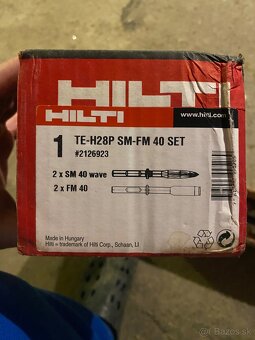 HILTI
HILTI
www.hilti.com
1 TE-H28P SM-FM 40 SET
#2126923
2 x SM 40 wave
2 x FM 40
Made in Hungary
Hilti = trademark of Hilti Corp., Schaan, LI
bazos.sk